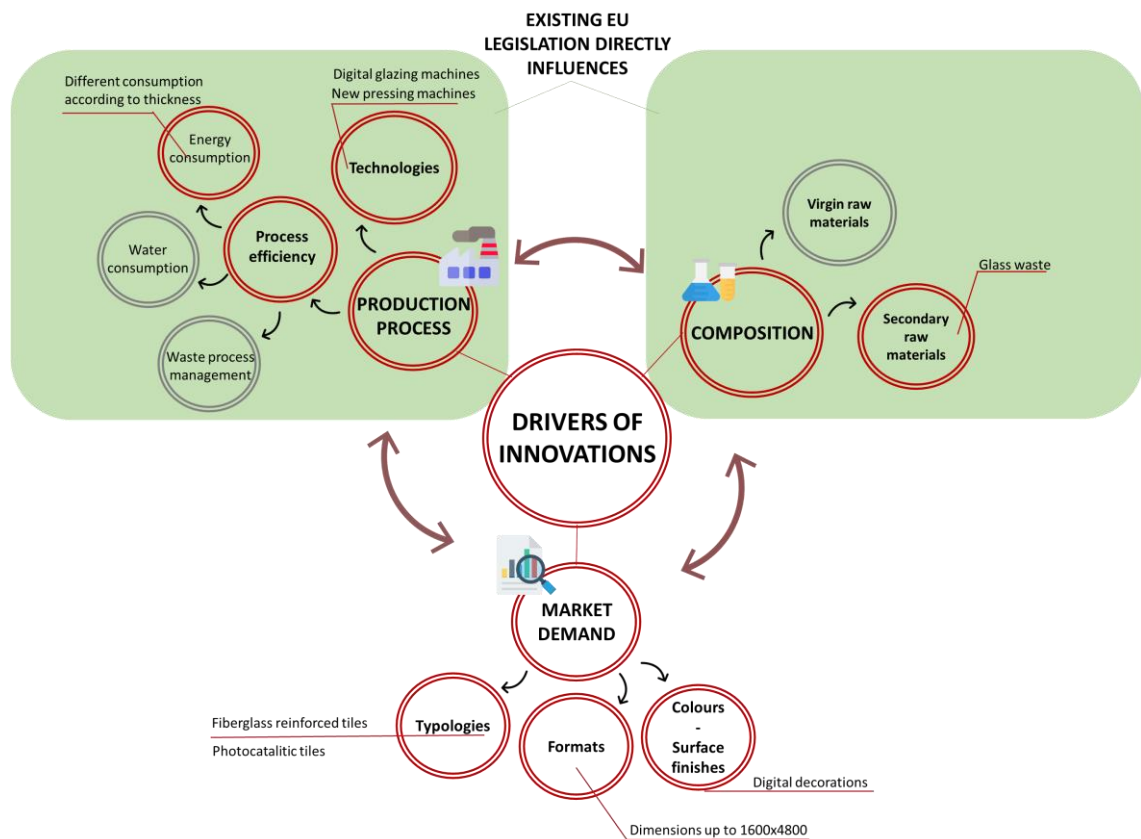 EXISTING EU
LEGISLATION DIRECTLY
INFLUENCES
Different consumption
according to thickness
Digital glazing machines
New pressing machines
Energy
consumption
Technologies
Water
consumption
Process
efficiency
PRODUCTION
PROCESS
Waste process
management
Virgin raw
materials
Glass waste
COMPOSITION
Secondary
raw
materials
DRIVERS OF
INNOVATIONS
MARKET
DEMAND
Typologies
Fiberglass reinforced tiles
Photocatalitic tiles
Formats
Colours
-
Surface
finishes
Digital decorations
Dimensions up to 1600x4800